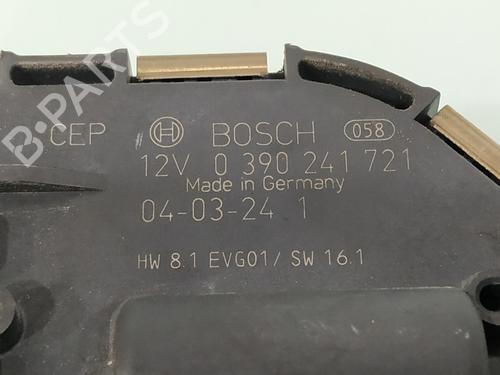 B-PARTS
CEP BOSCH 058
12V 0 390 241 721
Made in Germany
04-03-24 1
HW 8.1 EVG01/ SW 16.1